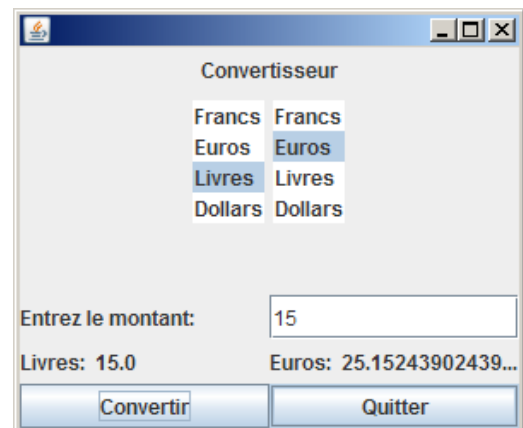 Convertisseur
Francs Francs
Euros Euros
Livres Livres
Dollars Dollars
Entrez le montant: 15
Livres: 15.0 Euros: 25.15243902439...
Convertir Quitter